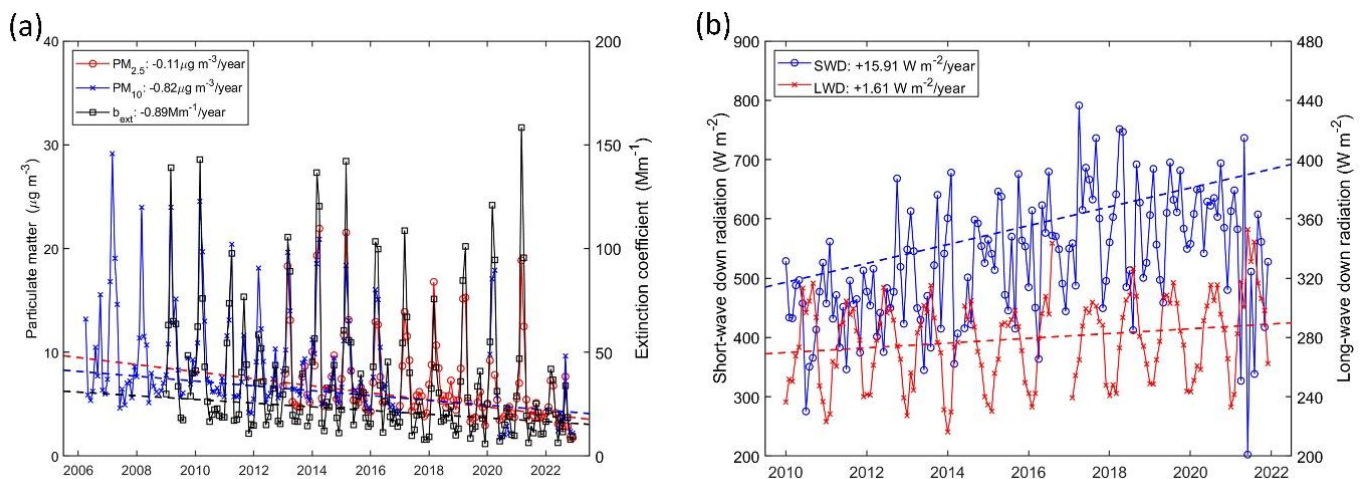 (a)
40
30
20
10
0
Particulate matter (µg m-3)
PM2.5: -0.11µg m-3/year
PM10: -0.82µg m-3/year
bext: -0.89Mm-1/year
200
150
100
50
0
Extinction coefficient (Mm-1)
2006 2008 2010 2012 2014 2016 2018 2020 2022
(b)
900
800
700
600
500
400
300
200
Short-wave down radiation (W m-2)
SWD: +15.91 W m-2/year
LWD: +1.61 W m-2/year
480
440
400
360
320
280
240
200
Long-wave down radiation (W m-2)
2010 2012 2014 2016 2018 2020 2022